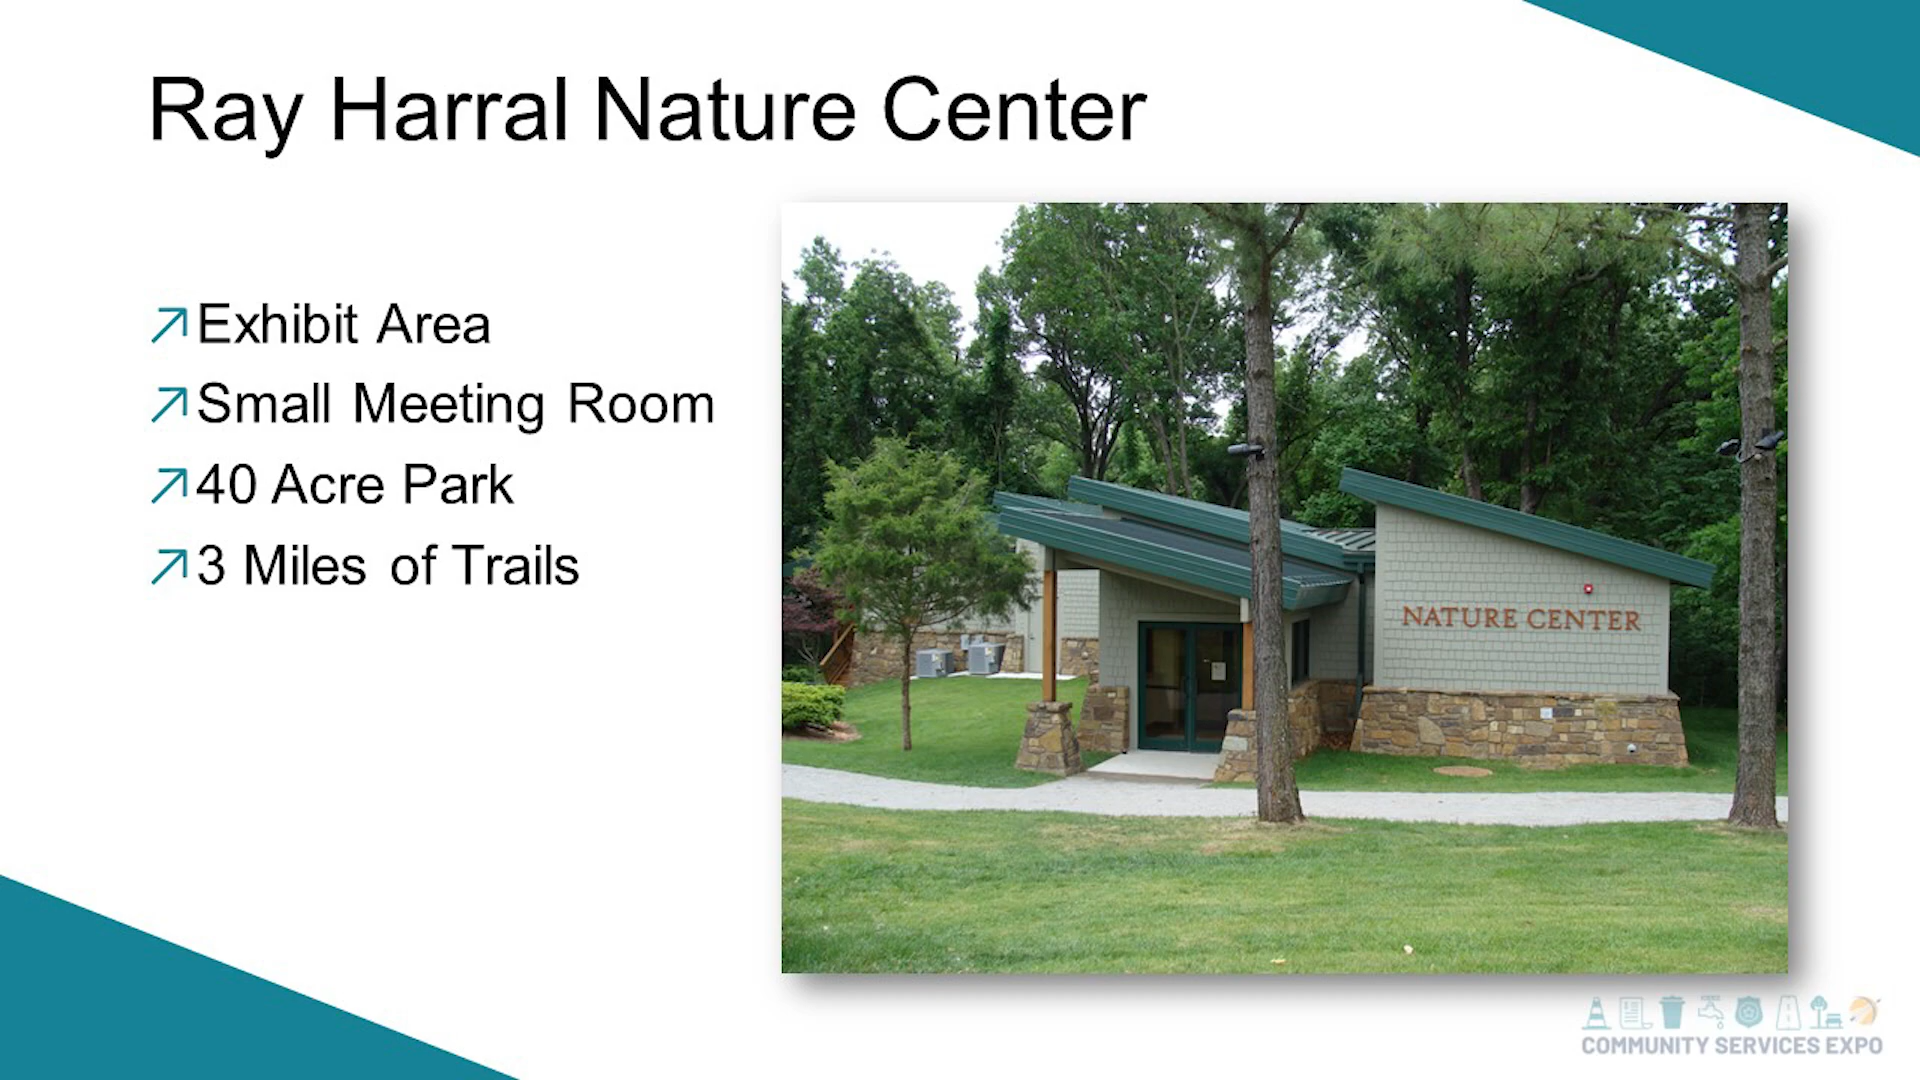 Ray Harral Nature Center
Exhibit Area
Small Meeting Room
40 Acre Park
3 Miles of Trails
NATURE CENTER
COMMUNITY SERVICES EXPO